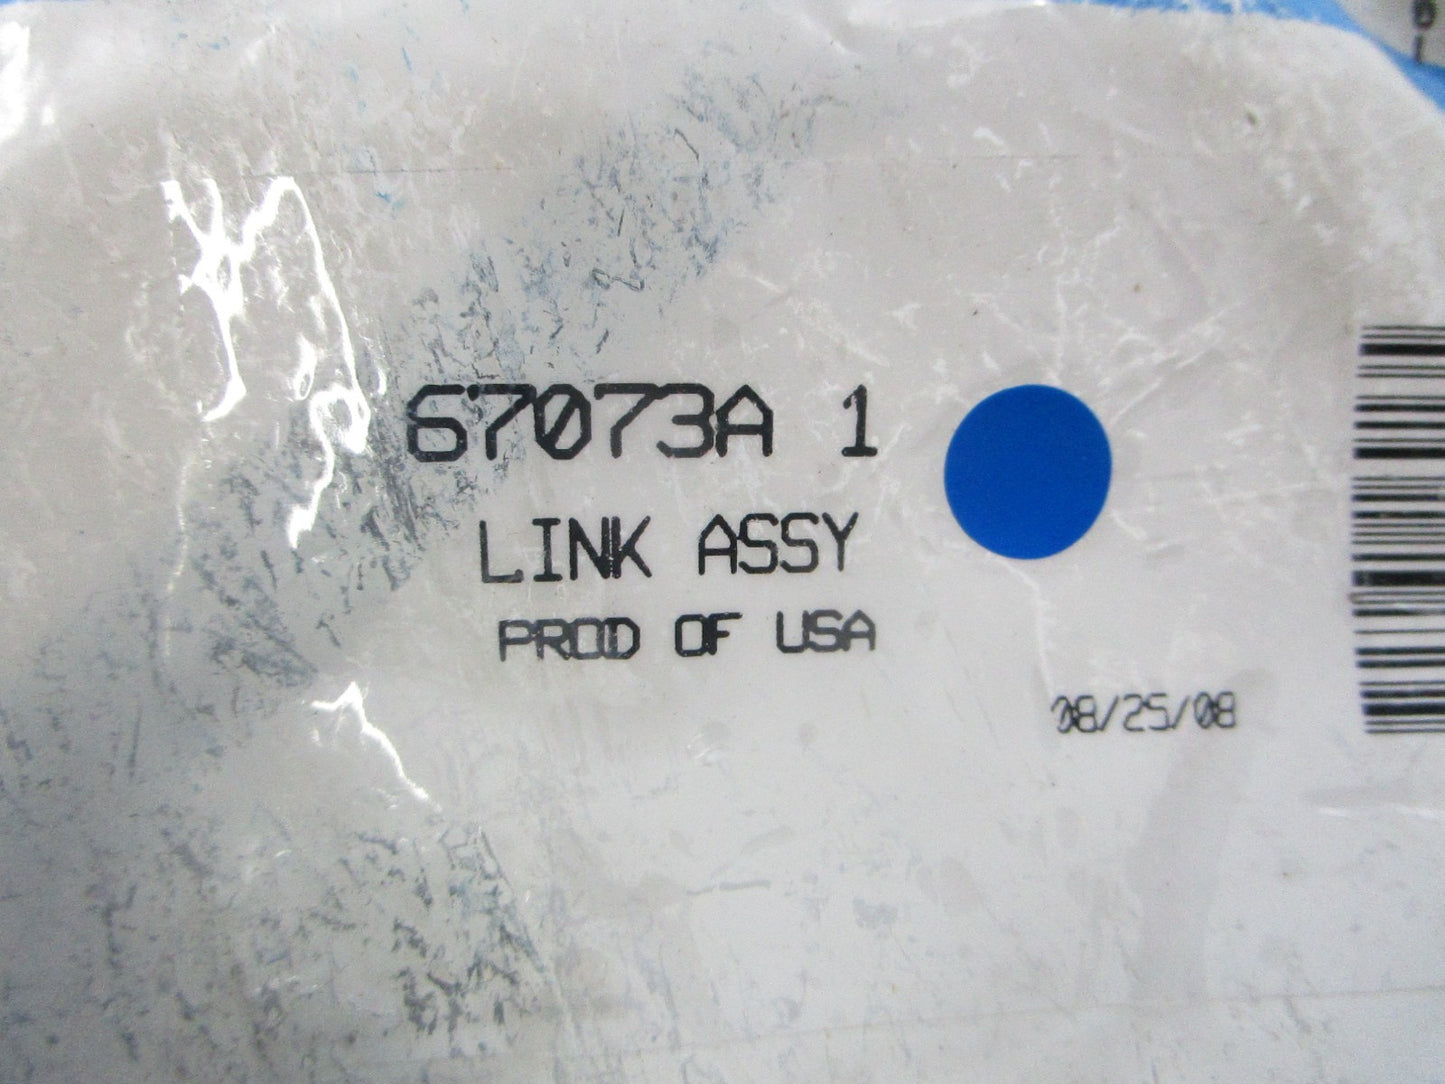 67073A 1
LINK ASSY
PROD OF USA
08/25/08